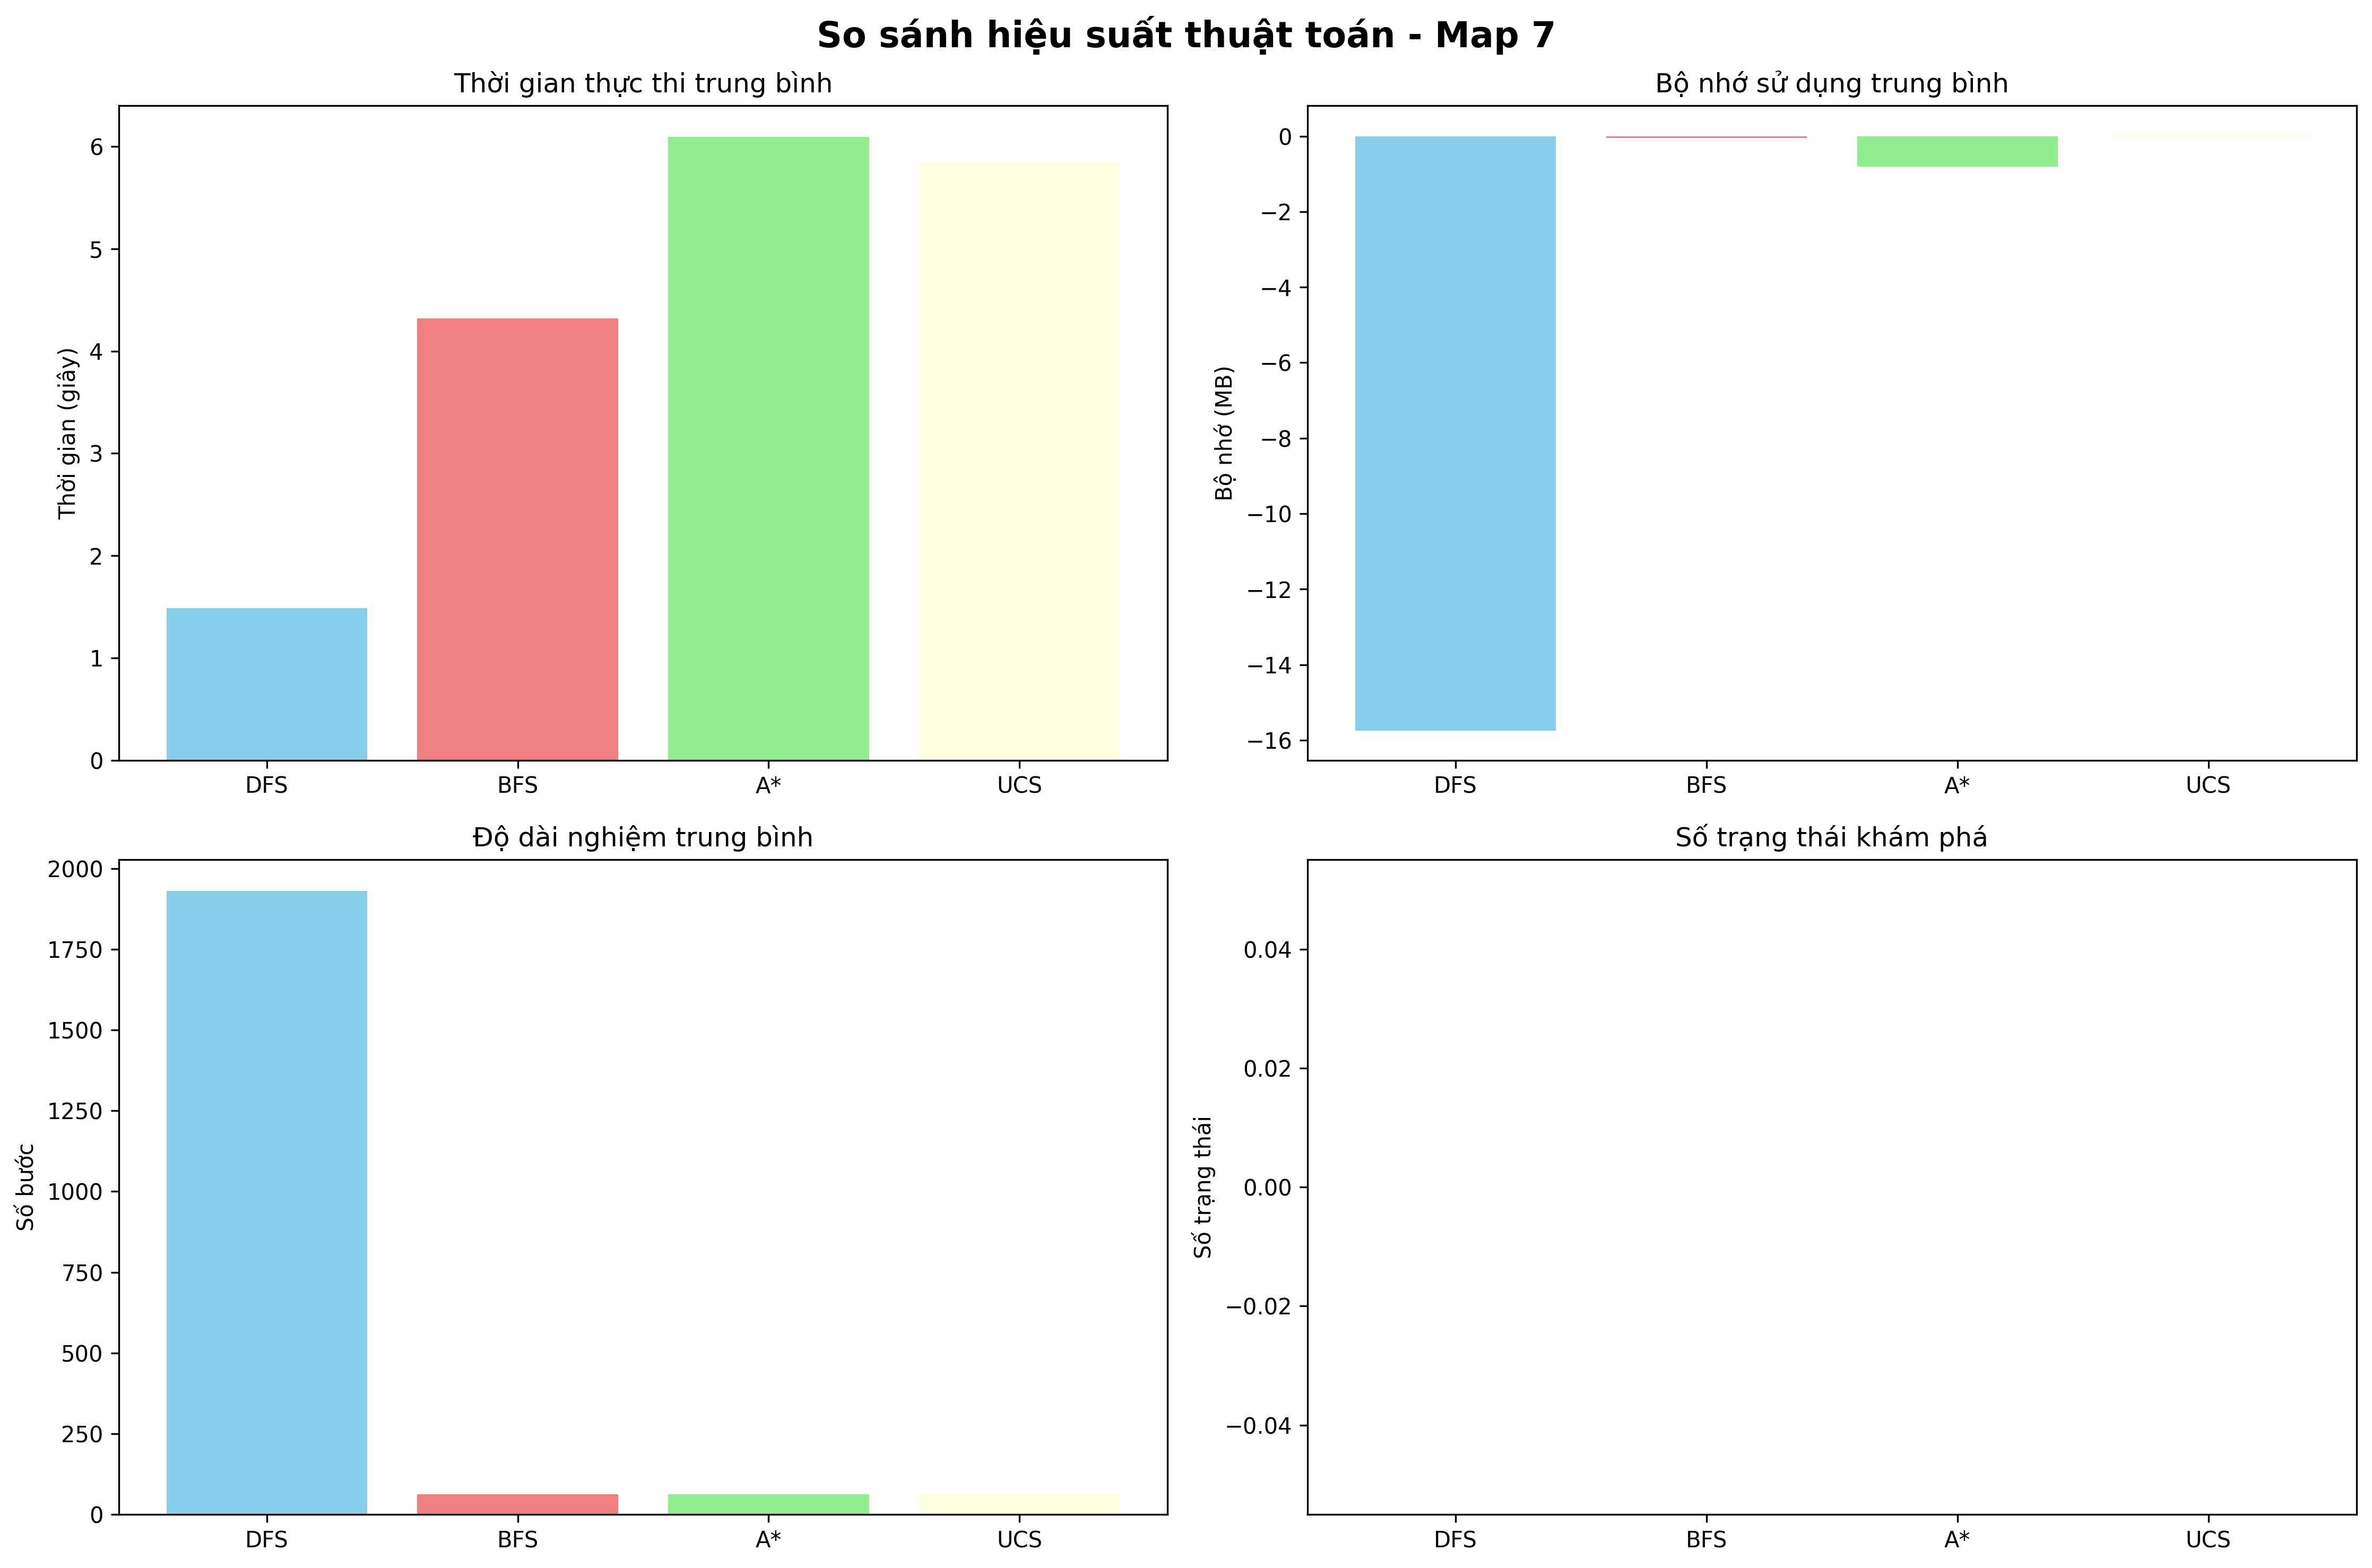 So sánh hiệu suất thuật toán - Map 7
Thời gian thực thi trung bình
Thời gian (giây)
6
5
4
3
2
1
0
DFS BFS A* UCS
Bộ nhớ sử dụng trung bình
Bộ nhớ (MB)
0
−2
−4
−6
−8
−10
−12
−14
−16
DFS BFS A* UCS
Độ dài nghiệm trung bình
Số bước
2000
1750
1500
1250
1000
750
500
250
0
DFS BFS A* UCS
Số trạng thái khám phá
Số trạng thái
0.04
0.02
0.00
−0.02
−0.04
DFS BFS A* UCS